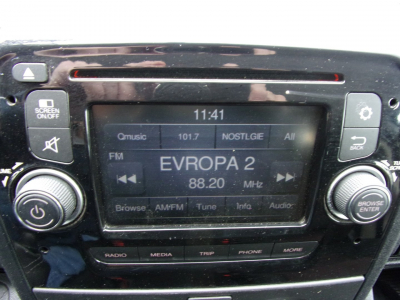 11:41
SCREEN
ON/OFF
Qmusic 101.7 NOSTLGIE All
FM
EVROPA 2
88.20 MHz
BACK
Browse AM/FM Tune Info Audio
BROWSE
ENTER
RADIO MEDIA TRIP PHONE MORE